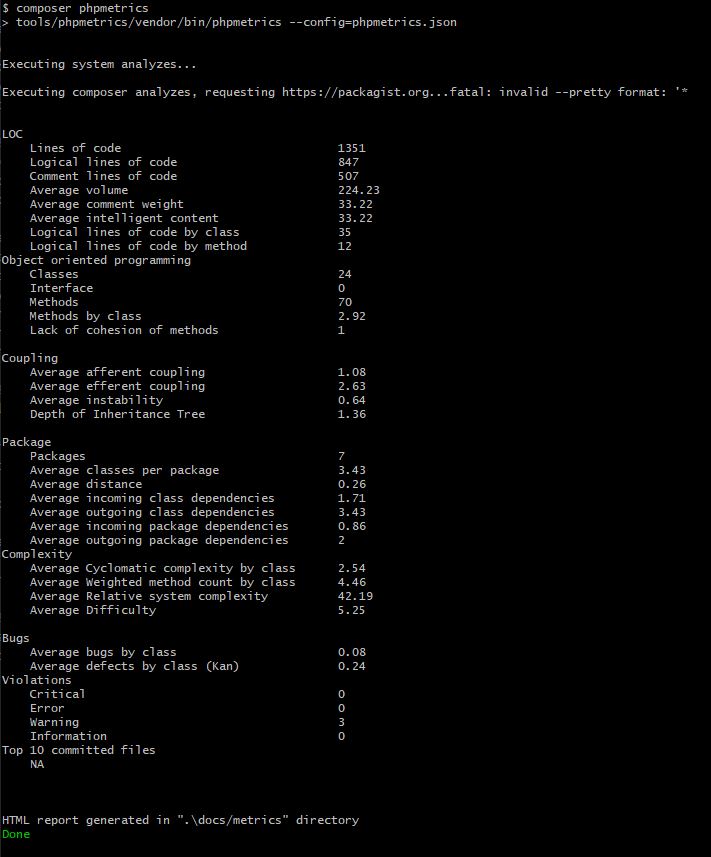 $ composer phpmetrics
> tools/phpmetrics/vendor/bin/phpmetrics --config=phpmetrics.json
Executing system analyzes...
Executing composer analyzes, requesting https://packagist.org...fatal: invalid --pretty format: '*
LOC
Lines of code 1351
Logical lines of code 847
Comment lines of code 507
Average volume 224.23
Average comment weight 33.22
Average intelligent content 33.22
Logical lines of code by class 35
Logical lines of code by method 12
Object oriented programming
Classes 24
Interface 0
Methods 70
Methods by class 2.92
Lack of cohesion of methods 1
Coupling
Average afferent coupling 1.08
Average efferent coupling 2.63
Average instability 0.64
Depth of Inheritance Tree 1.36
Package
Packages 7
Average classes per package 3.43
Average distance 0.26
Average incoming class dependencies 1.71
Average outgoing class dependencies 3.43
Average incoming package dependencies 0.86
Average outgoing package dependencies 2
Complexity
Average Cyclomatic complexity by class 2.54
Average Weighted method count by class 4.46
Average Relative system complexity 42.19
Average Difficulty 5.25
Bugs
Average bugs by class 0.08
Average defects by class (Kan) 0.24
Violations
Critical 0
Error 0
Warning 3
Information 0
Top 10 committed files
NA
HTML report generated in ".\docs/metrics" directory
Done